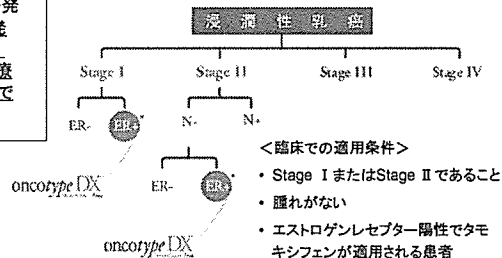 発
療
で
浸潤性乳癌
Stage I
Stage II
Stage III
Stage IV
ER-
ER+*
N-
N+
oncotype DX
ER-
ER+*
oncotype DX
<臨床での適用条件>
• Stage ⅠまたはStage Ⅱであること
• 腫れがない
• エストロゲンレセプター陽性でタモ
キシフェンが適用される患者